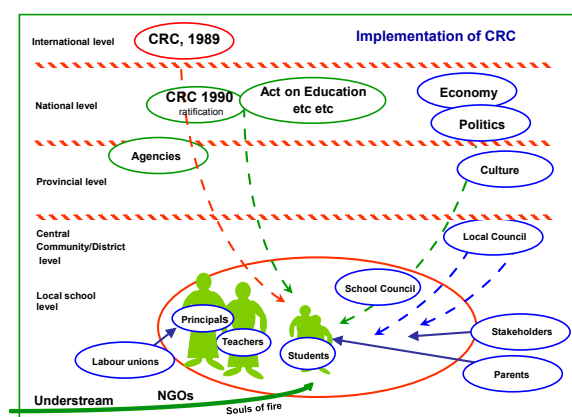 International level
CRC, 1989
Implementation of CRC
National level
CRC 1990
ratification
Act on Education
etc etc
Economy
Politics
Agencies
Provincial level
Culture
Central
Community/District
level
Local Council
Local school
level
School Council
Principals
Teachers
Students
Stakeholders
Labour unions
Parents
Understream
NGOs
Souls of fire